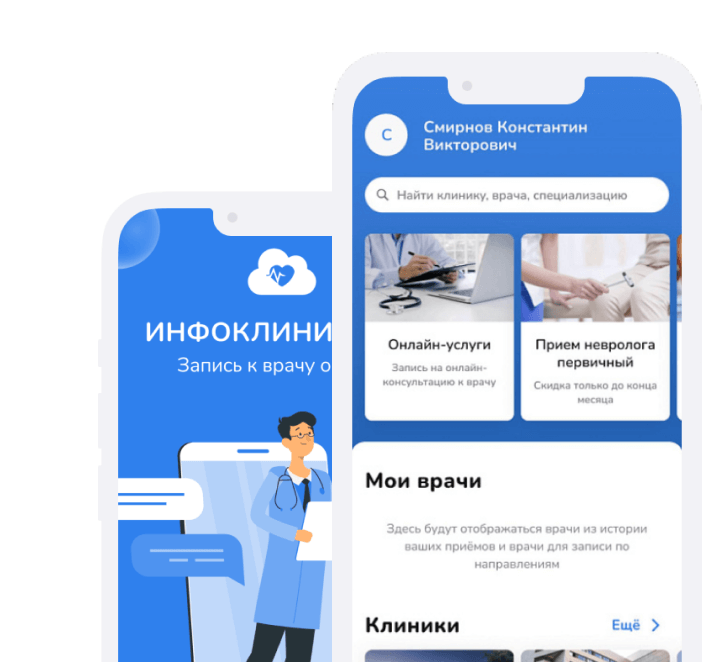 ИНФОКЛИНИ
Запись к врачу о
С
Смирнов Константин
Викторович
Найти клинику, врача, специализацию
Онлайн-услуги
Запись на онлайн-
консультацию к врачу
Прием невролога
первичный
Скидка только до конца
месяца
Мои врачи
Здесь будут отображаться врачи из истории
ваших приёмов и врачи для записи по
направлениям
Клиники
Ещё